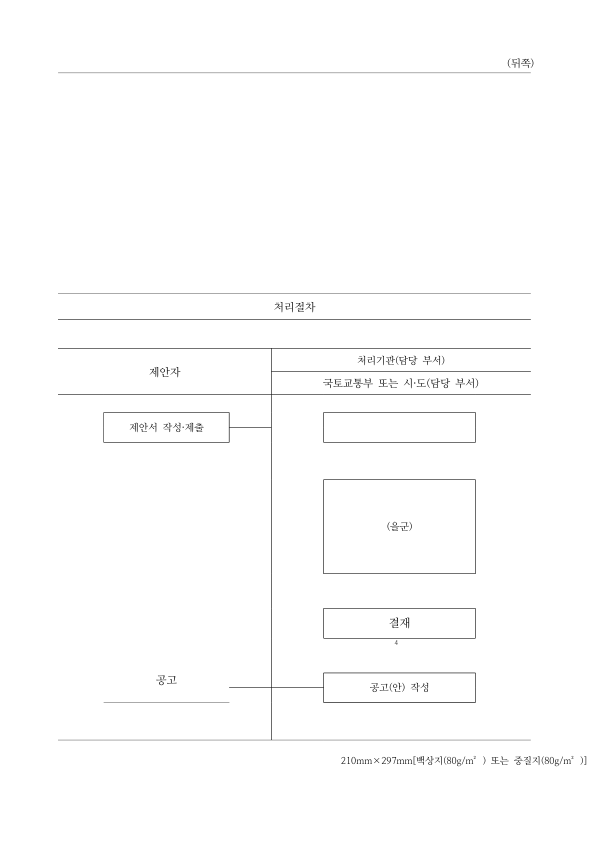 (뒤쪽)
처리절차
제안자
처리기관(담당 부서)
국토교통부 또는 시·도(담당 부서)
제안서 작성·제출
(을군)
결재
4
공고
공고(안) 작성
210mm×297mm[백상지(80g/㎡ ) 또는 중질지(80g/㎡ )]